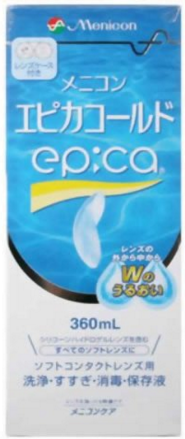 Menicon
レンズケース
付き
メニコン
エピカコールド
ep:ca
レンズの
外から中から
Wの
うるおい
360mL
シリコーンハイドロゲルレンズを含む
すべてのソフトレンズに
ソフトコンタクトレンズ用
洗浄・すすぎ・消毒・保存液
メニコンケア